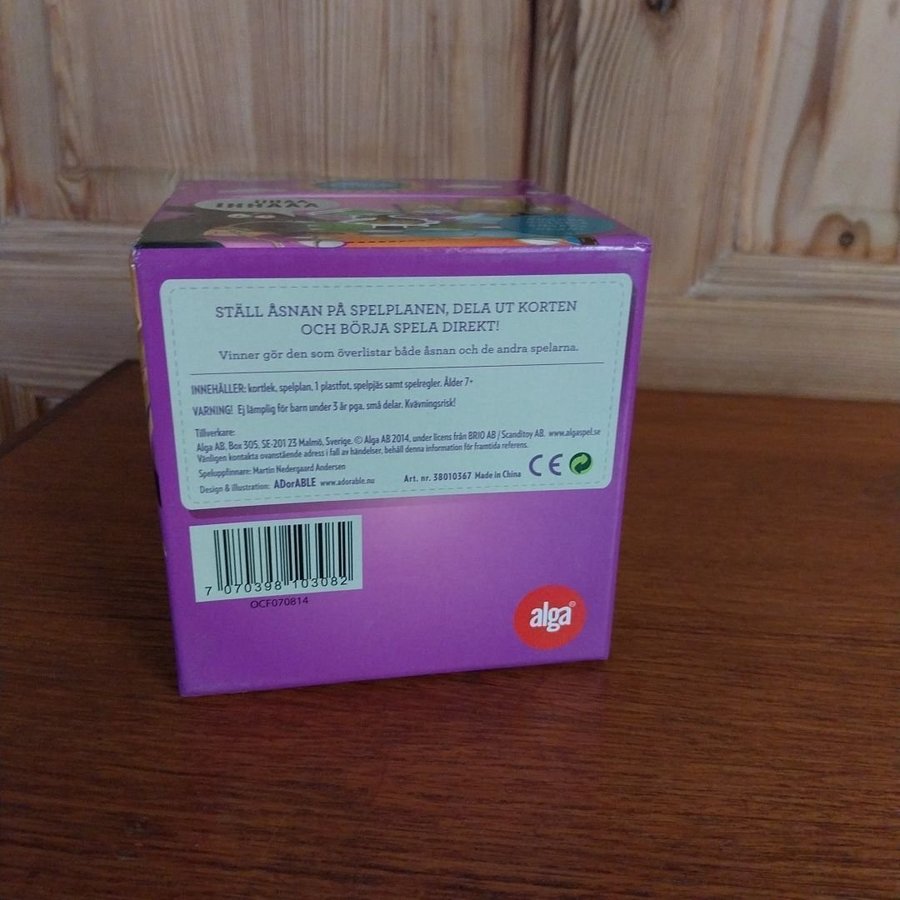 IHHAAA
STÄLL ÅSNAN PÅ SPELPLANEN, DELA UT KORTEN
OCH BÖRJA SPELA DIREKT!
Vinner gör den som överlistar både åsnan och de andra spelarna.
INNEHÅLLER: kortlek, spelplan, 1 plastfot, spelpjäs samt spelregler. Ålder 7+
VARNING! Ej lämplig för barn under 3 år pga. små delar. Kvävningsrisk!
Tillverkare:
Alga AB, Box 305, SE-201 23 Malmö, Sverige. © Alga AB 2014, under licens från BRIO AB / Scanditoy AB. www.algaspel.se
Vänligen kontakta ovanstående adress i fall av händelser, behåll denna information för framtida referens.
Speluppfinnare: Martin Nedergaard Andersen
Design & illustration: ADorABLE www.adorable.nu Art. nr. 38010367 Made in China CE
7 070398 103082
OCF070814
alga®